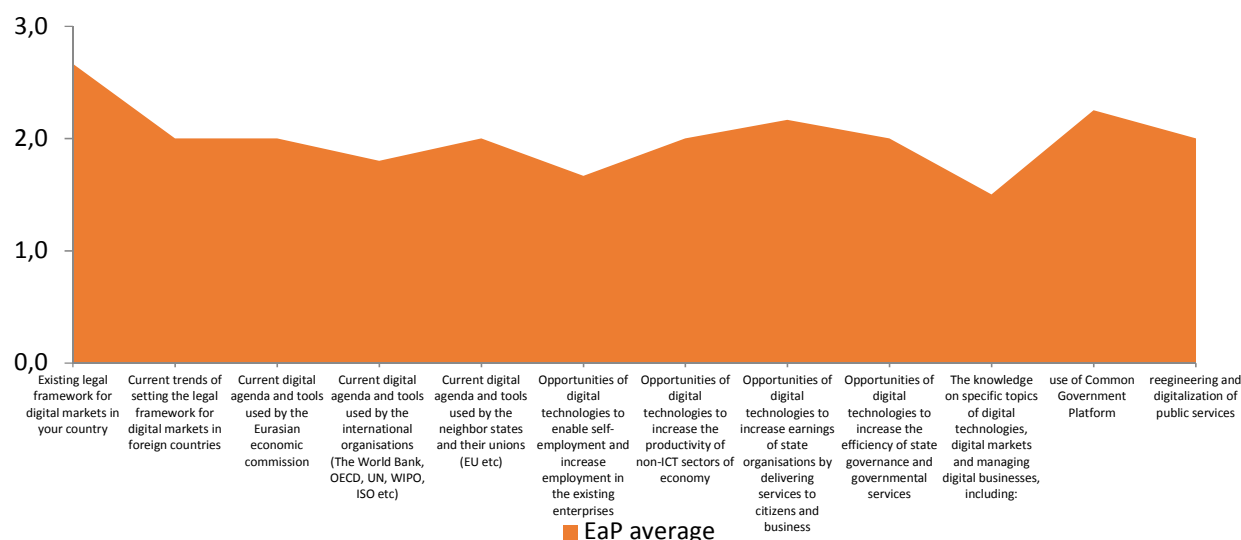 3,0
2,0
1,0
0,0
Existing legal
framework for
digital markets in
your country
Current trends of
setting the legal
framework for
digital markets in
foreign countries
Current digital
agenda and tools
used by the
Eurasian
economic
commission
Current digital
agenda and tools
used by the
international
organisations
(The World Bank,
OECD, UN, WIPO,
ISO etc)
Current digital
agenda and tools
used by the
neighbor states
and their unions
(EU etc)
Opportunities of
digital
technologies to
enable self-
employment and
increase
employment in
the existing
enterprises
Opportunities of
digital
technologies to
increase the
productivity of
non-ICT sectors of
economy
Opportunities of
digital
technologies to
increase earnings
of state
organisations by
delivering
services to
citizens and
business
Opportunities of
digital
technologies to
increase the
efficiency of state
governance and
governmental
services
The knowledge
on specific topics
of digital
technologies,
digital markets
and managing
digital businesses,
including:
use of Common
Government
Platform
reegineering and
digitalization of
public services
EaP average